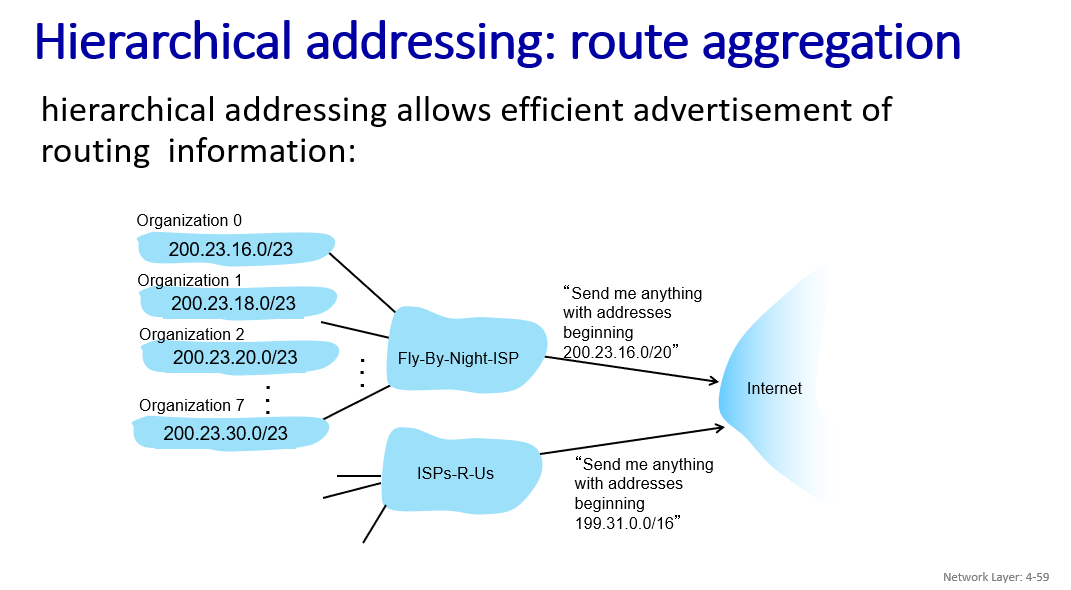 Hierarchical addressing: route aggregation
hierarchical addressing allows efficient advertisement of
routing  information:
Organization 0
200.23.16.0/23
Organization 1
200.23.18.0/23
Organization 2
200.23.20.0/23
Organization 7
200.23.30.0/23
Fly-By-Night-ISP
“Send me anything
with addresses
beginning
200.23.16.0/20”
Internet
ISPs-R-Us
“Send me anything
with addresses
beginning
199.31.0.0/16”
Network Layer: 4-59